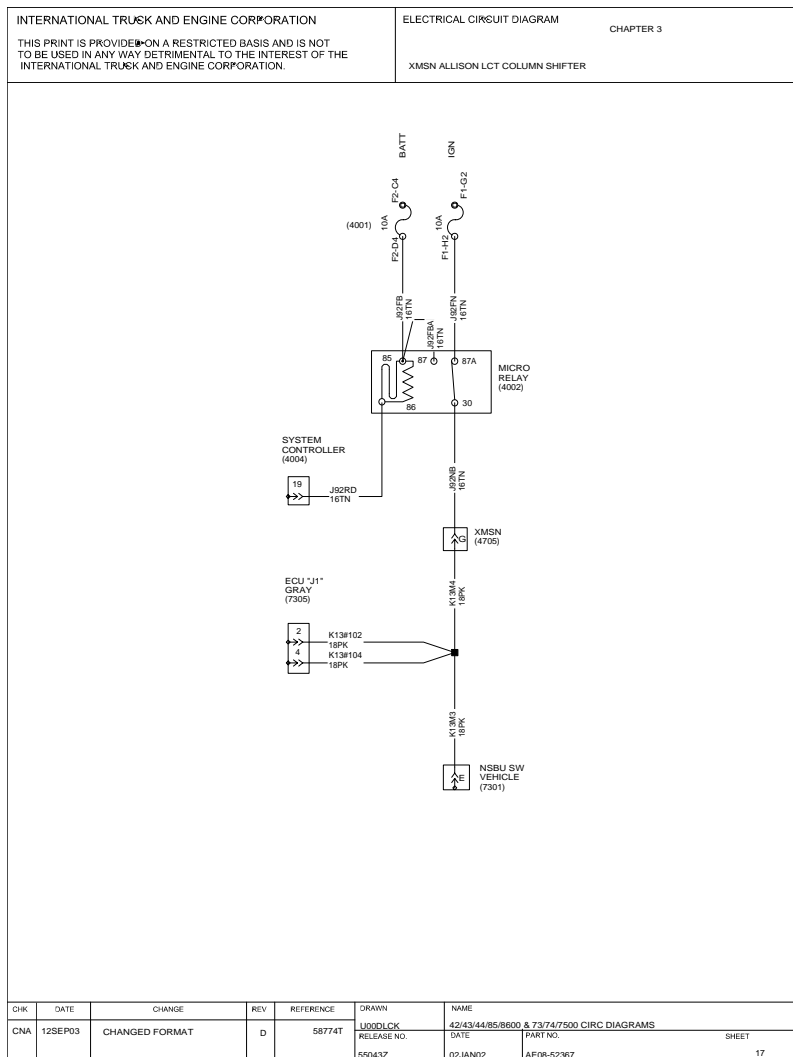 INTERNATIONAL TRUCK AND ENGINE CORPORATION
THIS PRINT IS PROVIDED ON A RESTRICTED BASIS AND IS NOT
TO BE USED IN ANY WAY DETRIMENTAL TO THE INTEREST OF THE
INTERNATIONAL TRUCK AND ENGINE CORPORATION.
ELECTRICAL CIRCUIT DIAGRAM
CHAPTER 3
XMSN ALLISON LCT COLUMN SHIFTER
BATT
IGN
F2-C4
F1-G2
(4001)
10A
10A
F2-D4
F1-H2
J92FB
16TN
J92FBA
16TN
J92FN
16TN
85
87
87A
86
30
MICRO
RELAY
(4002)
SYSTEM
CONTROLLER
(4004)
19
J92RD
16TN
J92NB
16TN
G
XMSN
(4705)
K13M4
18PK
ECU "J1"
GRAY
(7305)
2
K13#102
18PK
4
K13#104
18PK
K13M3
18PK
E
NSBU SW
VEHICLE
(7301)
CHK DATE CHANGE REV REFERENCE DRAWN NAME
CNA 12SEP03 CHANGED FORMAT D 58774T U00DLCK 42/43/44/85/8600 & 73/74/7500 CIRC DIAGRAMS
RELEASE NO. DATE PART NO. SHEET
55043Z 02JAN02 AE08-52367 17